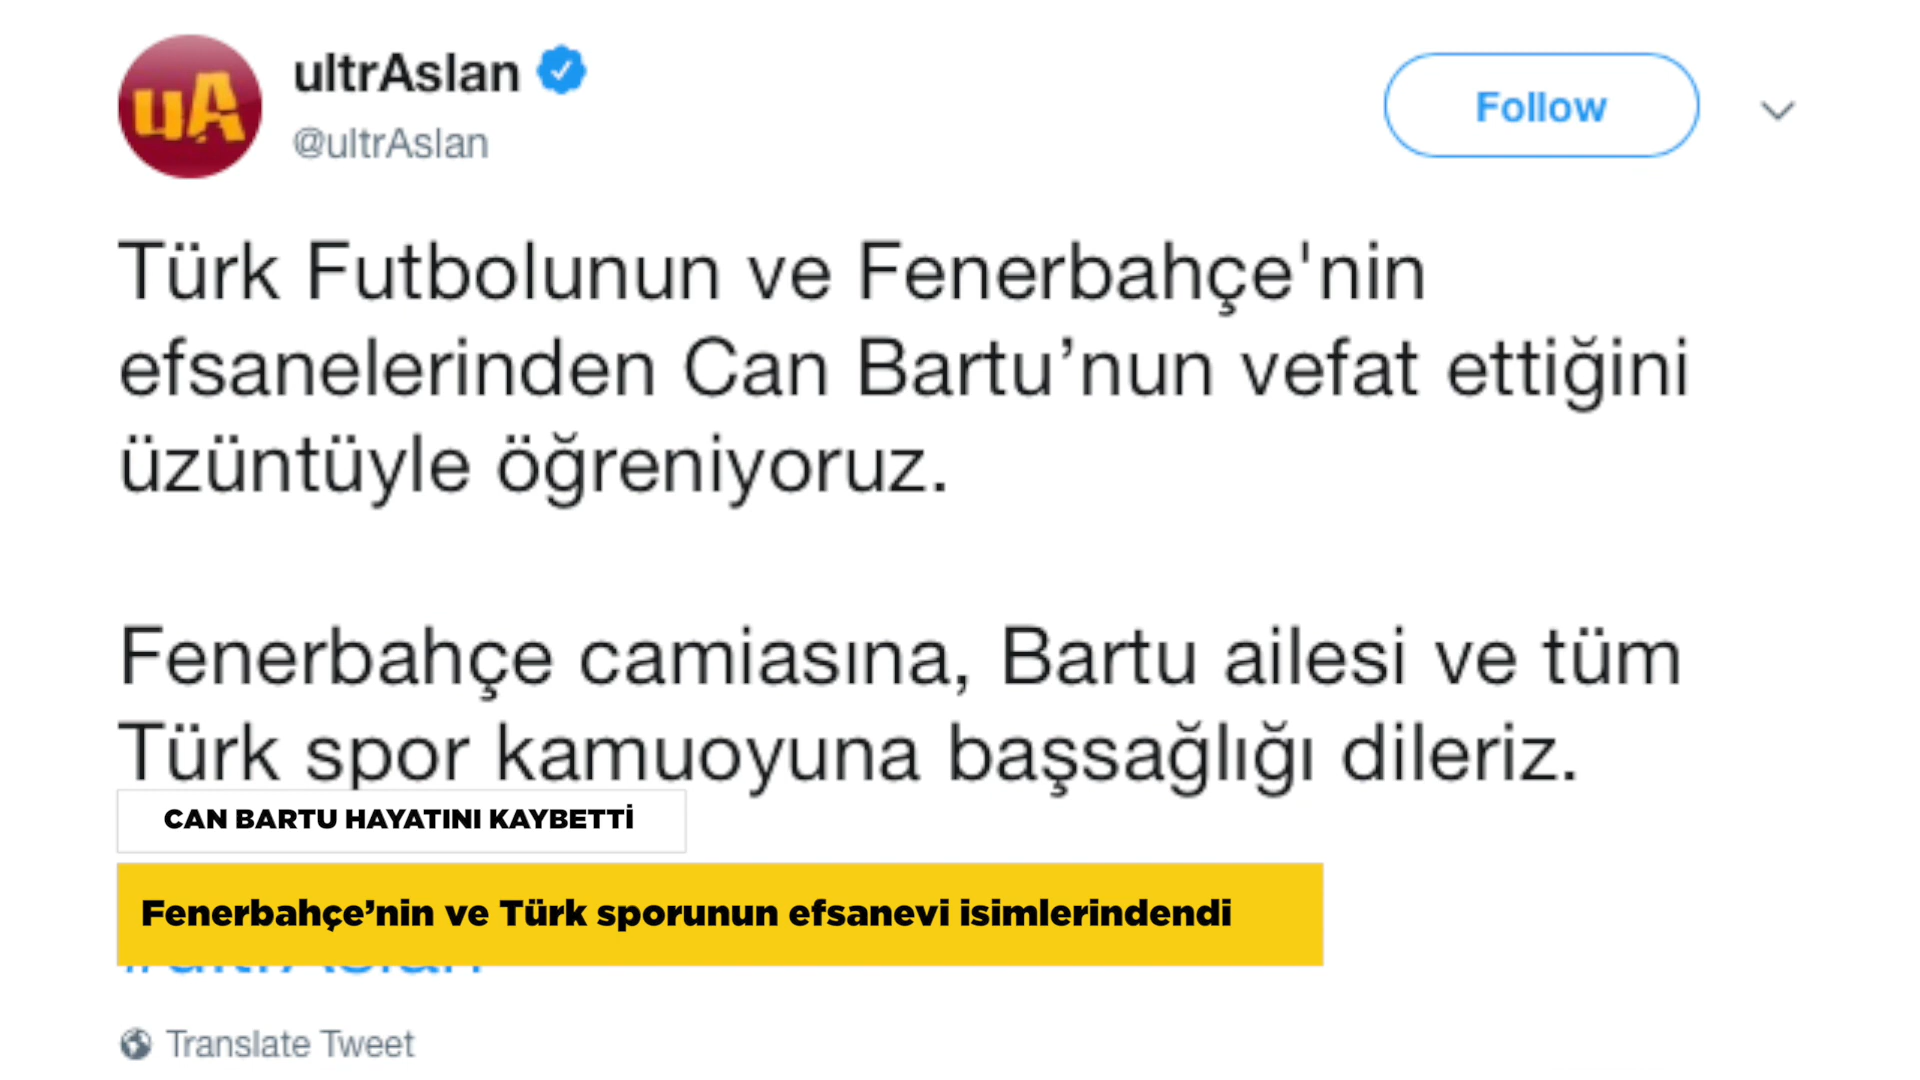 uA
ultrAslan
@ultrAslan
Follow
Türk Futbolunun ve Fenerbahçe'nin
efsanelerinden Can Bartu’nun vefat ettiğini
üzüntüyle öğreniyoruz.
Fenerbahçe camiasına, Bartu ailesi ve tüm
Türk spor kamuoyuna başsağlığı dileriz.
CAN BARTU HAYATINI KAYBETTİ
Fenerbahçe’nin ve Türk sporunun efsanevi isimlerindendi
Translate Tweet